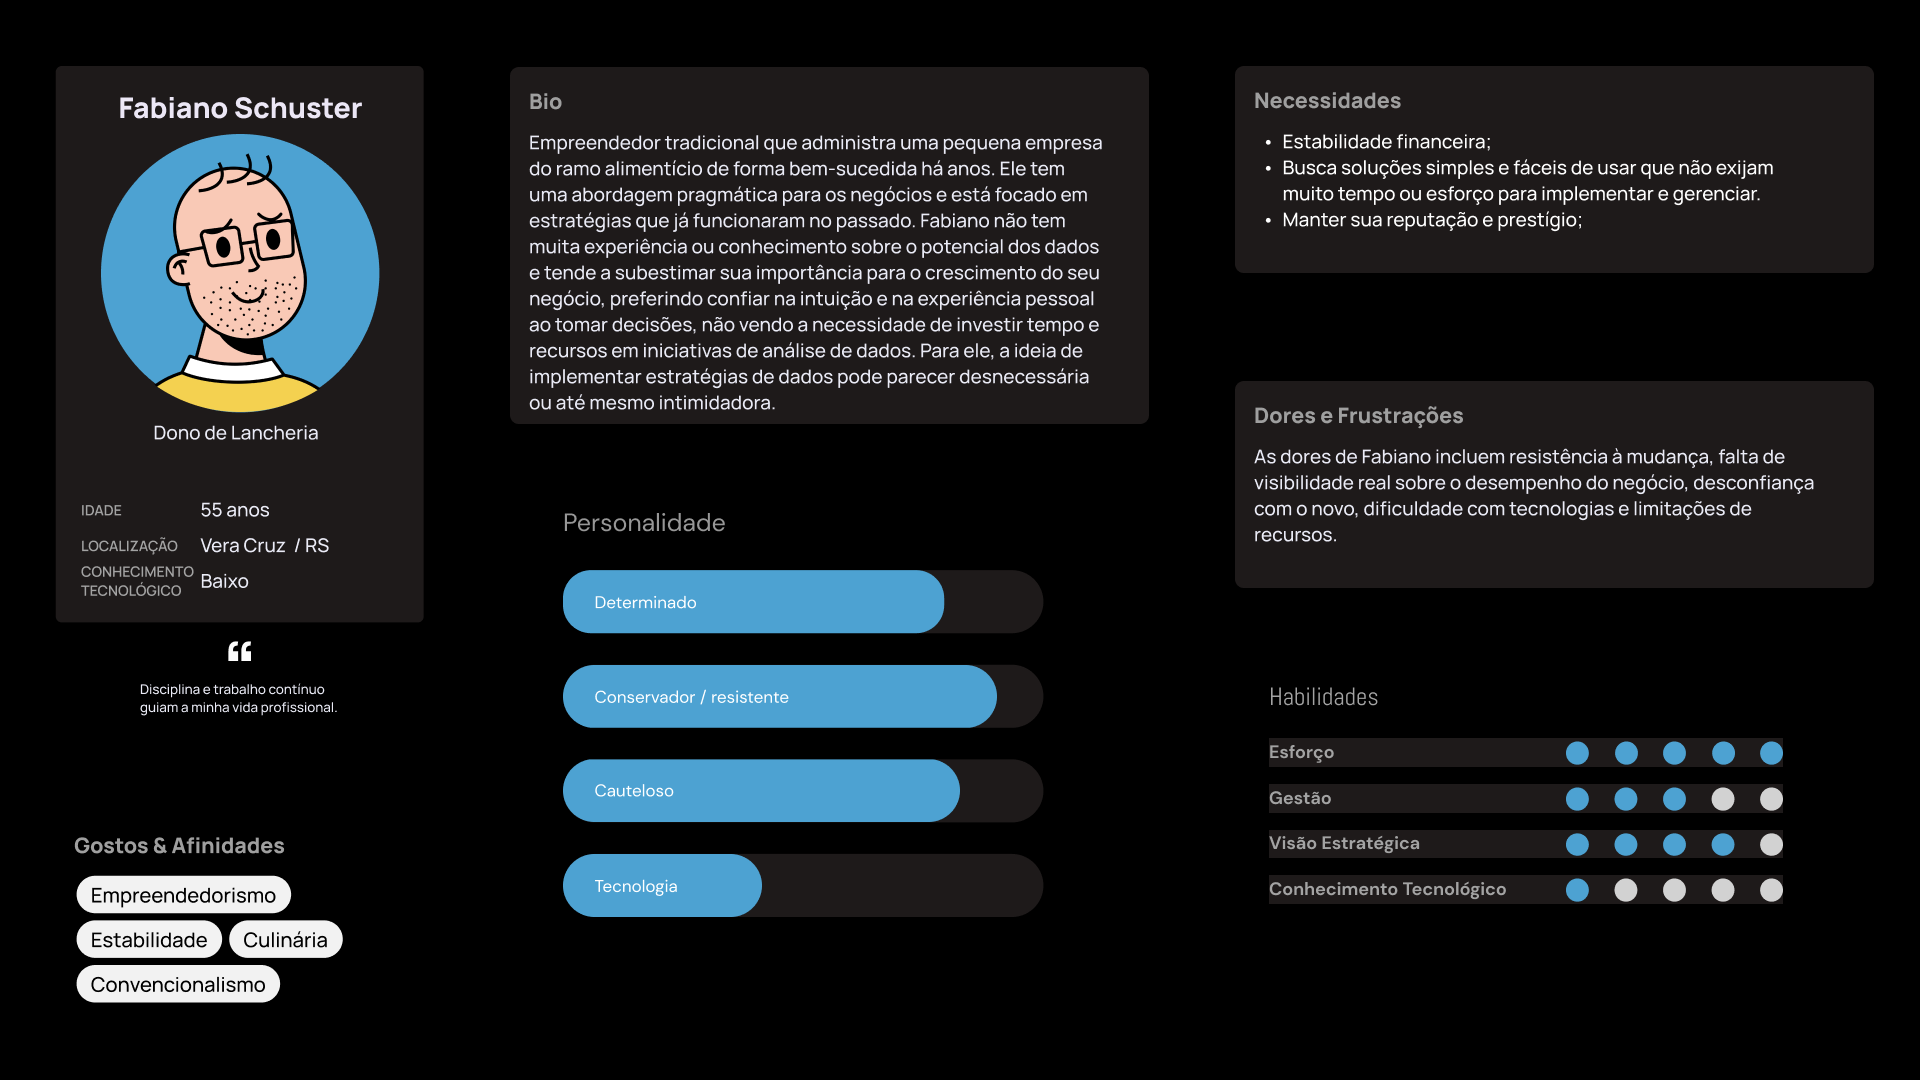 Fabiano Schuster
Dono de Lancheria
IDADE 55 anos
LOCALIZAÇÃO Vera Cruz / RS
CONHECIMENTO TECNOLÓGICO Baixo
“
Disciplina e trabalho contínuo
guiam a minha vida profissional.
Gostos & Afinidades
Empreendedorismo
Estabilidade Culinária
Convencionalismo
Bio
Empreendedor tradicional que administra uma pequena empresa
do ramo alimentício de forma bem-sucedida há anos. Ele tem
uma abordagem pragmática para os negócios e está focado em
estratégias que já funcionaram no passado. Fabiano não tem
muita experiência ou conhecimento sobre o potencial dos dados
e tende a subestimar sua importância para o crescimento do seu
negócio, preferindo confiar na intuição e na experiência pessoal
ao tomar decisões, não vendo a necessidade de investir tempo e
recursos em iniciativas de análise de dados. Para ele, a ideia de
implementar estratégias de dados pode parecer desnecessária
ou até mesmo intimidadora.
Personalidade
Determinado
Conservador / resistente
Cauteloso
Tecnologia
Necessidades
• Estabilidade financeira;
• Busca soluções simples e fáceis de usar que não exijam
muito tempo ou esforço para implementar e gerenciar.
• Manter sua reputação e prestígio;
Dores e Frustrações
As dores de Fabiano incluem resistência à mudança, falta de
visibilidade real sobre o desempenho do negócio, desconfiança
com o novo, dificuldade com tecnologias e limitações de
recursos.
Habilidades
Esforço
Gestão
Visão Estratégica
Conhecimento Tecnológico